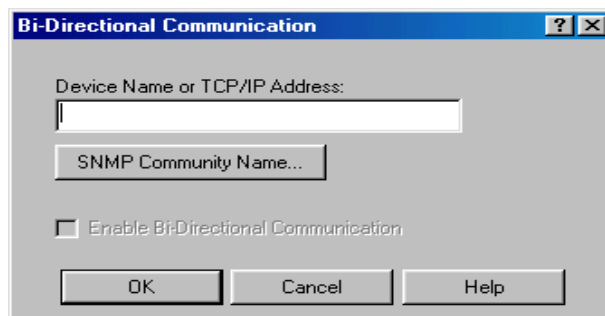 Bi-Directional Communication
Device Name or TCP/IP Address:
SNMP Community Name...
Enable Bi-Directional Communication
OK Cancel Help